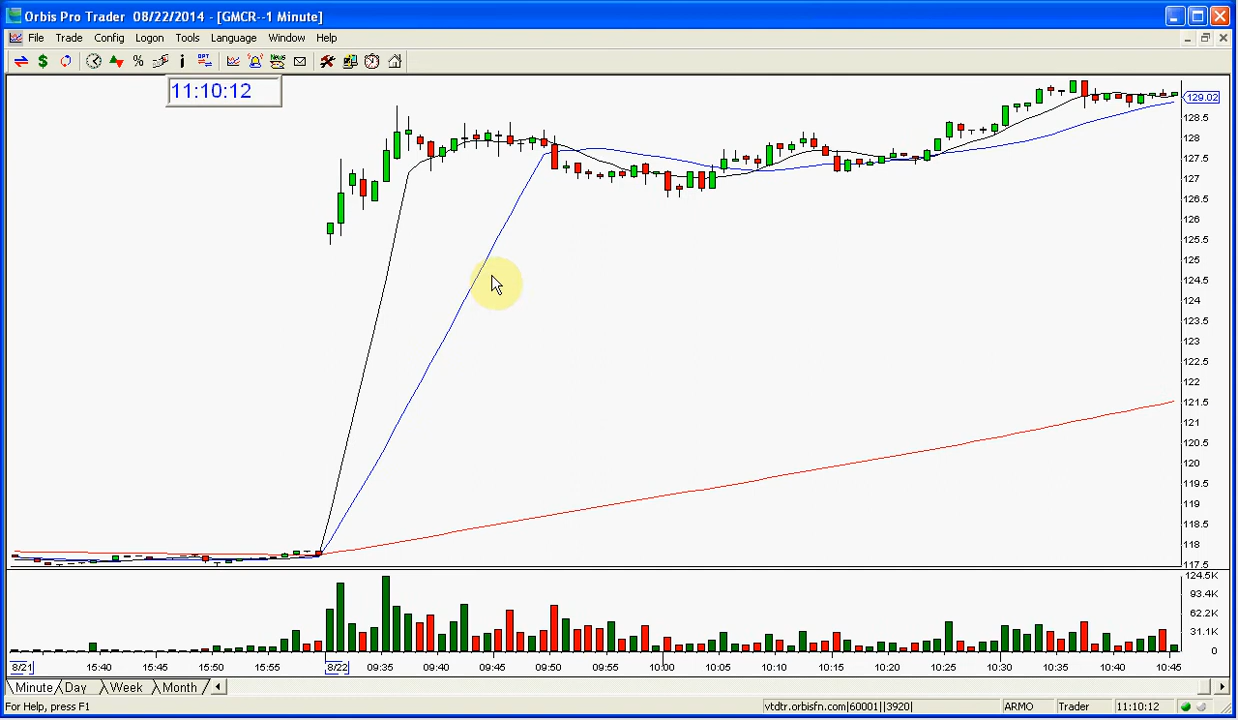 Orbis Pro Trader 08/22/2014 - [GMCR--1 Minute]
File Trade Config Logon Tools Language Window Help
$ % i OPT News
11:10:12
129.02
128.5
128
127.5
127
126.5
126
125.5
125
124.5
124
123.5
123
122.5
122
121.5
121
120.5
120
119.5
119
118.5
118
117.5
124.5K
93.4K
62.2K
31.1K
0
8/21 15:40 15:45 15:50 15:55 8/22 09:35 09:40 09:45 09:50 09:55 10:00 10:05 10:10 10:15 10:20 10:25 10:30 10:35 10:40 10:45
Minute Day Week Month
For Help, press F1 vtdtr.orbisfn.com|60001||3920| ARMO Trader 11:10:12